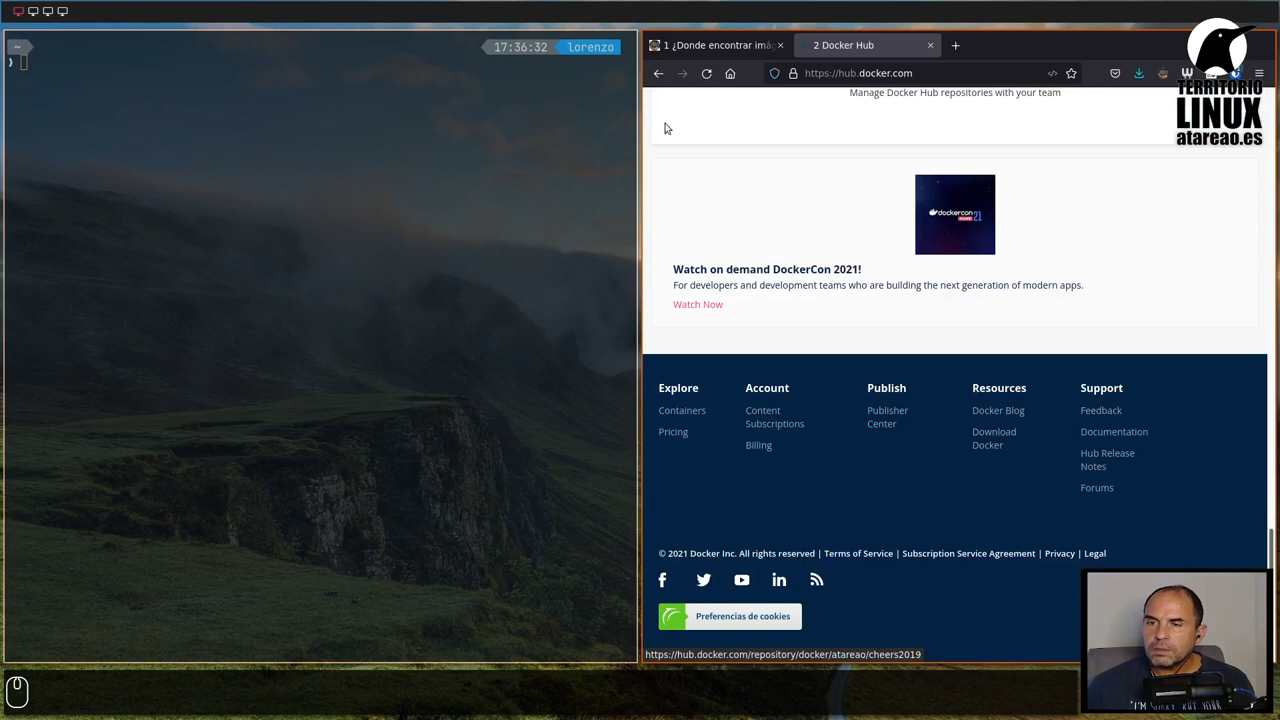 ~
17:36:32
lorenzo
1 ¿Donde encontrar imág
2 Docker Hub
https://hub.docker.com
TERRITORIO
LINUX
atareao.es
Manage Docker Hub repositories with your team
dockercon
21
Watch on demand DockerCon 2021!
For developers and development teams who are building the next generation of modern apps.
Watch Now
Explore
Containers
Pricing
Account
Content
Subscriptions
Billing
Publish
Publisher
Center
Resources
Docker Blog
Download
Docker
Support
Feedback
Documentation
Hub Release
Notes
Forums
© 2021 Docker Inc. All rights reserved | Terms of Service | Subscription Service Agreement | Privacy | Legal
Preferencias de cookies
https://hub.docker.com/repository/docker/atareao/cheers2019